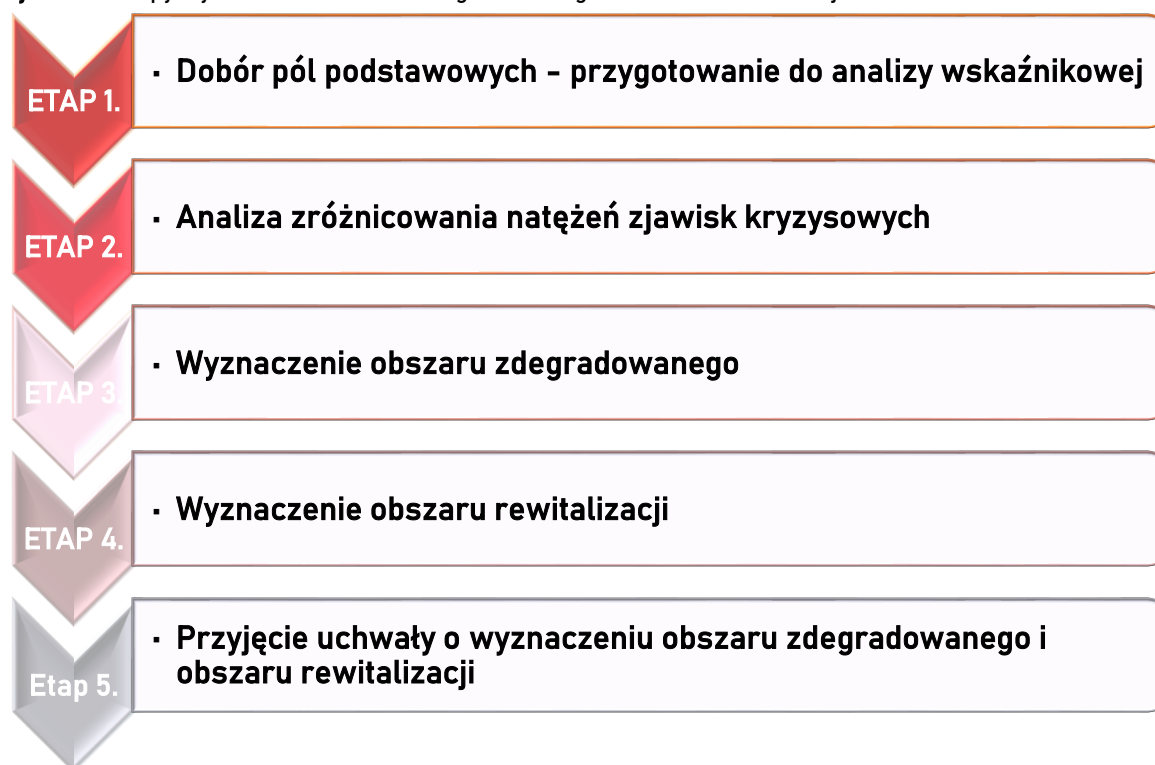 ETAP 1.
· Dobór pól podstawowych - przygotowanie do analizy wskaźnikowej
ETAP 2.
· Analiza zróżnicowania natężeń zjawisk kryzysowych
ETAP 3.
· Wyznaczenie obszaru zdegradowanego
ETAP 4.
· Wyznaczenie obszaru rewitalizacji
Etap 5.
· Przyjęcie uchwały o wyznaczeniu obszaru zdegradowanego i
obszaru rewitalizacji